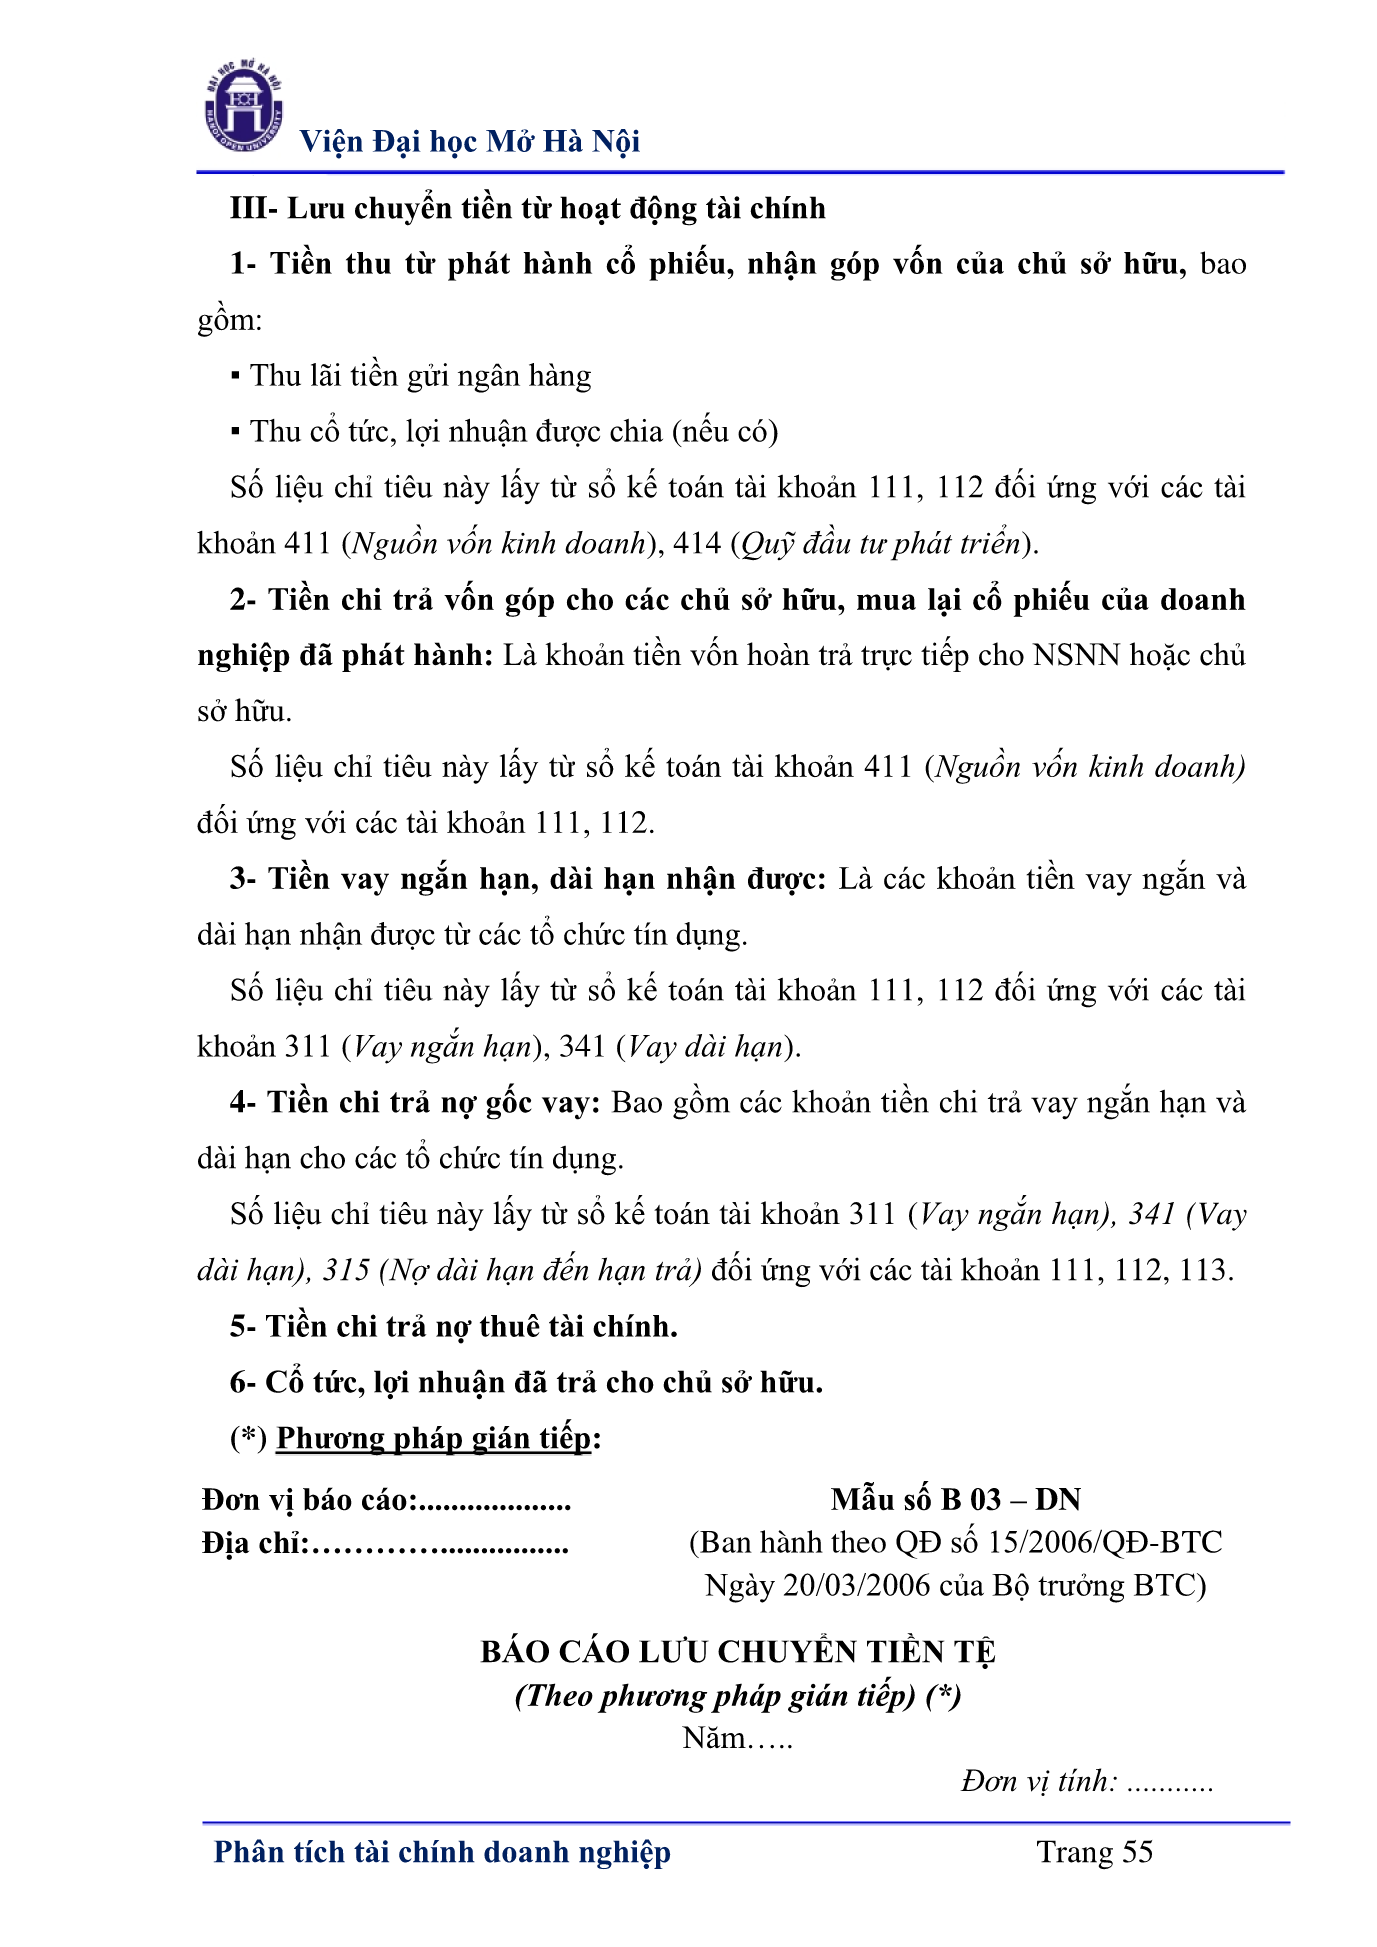 ĐẠI HỌC MỞ HÀ NỘI
HANOI OPEN UNIVERSITY
Viện Đại học Mở Hà Nội
III- Lưu chuyển tiền từ hoạt động tài chính
1- Tiền thu từ phát hành cổ phiếu, nhận góp vốn của chủ sở hữu, bao
gồm:
▪ Thu lãi tiền gửi ngân hàng
▪ Thu cổ tức, lợi nhuận được chia (nếu có)
Số liệu chỉ tiêu này lấy từ sổ kế toán tài khoản 111, 112 đối ứng với các tài
khoản 411 (Nguồn vốn kinh doanh), 414 (Quỹ đầu tư phát triển).
2- Tiền chi trả vốn góp cho các chủ sở hữu, mua lại cổ phiếu của doanh
nghiệp đã phát hành: Là khoản tiền vốn hoàn trả trực tiếp cho NSNN hoặc chủ
sở hữu.
Số liệu chỉ tiêu này lấy từ sổ kế toán tài khoản 411 (Nguồn vốn kinh doanh)
đối ứng với các tài khoản 111, 112.
3- Tiền vay ngắn hạn, dài hạn nhận được: Là các khoản tiền vay ngắn và
dài hạn nhận được từ các tổ chức tín dụng.
Số liệu chỉ tiêu này lấy từ sổ kế toán tài khoản 111, 112 đối ứng với các tài
khoản 311 (Vay ngắn hạn), 341 (Vay dài hạn).
4- Tiền chi trả nợ gốc vay: Bao gồm các khoản tiền chi trả vay ngắn hạn và
dài hạn cho các tổ chức tín dụng.
Số liệu chỉ tiêu này lấy từ sổ kế toán tài khoản 311 (Vay ngắn hạn), 341 (Vay
dài hạn), 315 (Nợ dài hạn đến hạn trả) đối ứng với các tài khoản 111, 112, 113.
5- Tiền chi trả nợ thuê tài chính.
6- Cổ tức, lợi nhuận đã trả cho chủ sở hữu.
(*) Phương pháp gián tiếp:
Đơn vị báo cáo:................... Mẫu số B 03 – DN
Địa chỉ:…………................ (Ban hành theo QĐ số 15/2006/QĐ-BTC
Ngày 20/03/2006 của Bộ trưởng BTC)
BÁO CÁO LƯU CHUYỂN TIỀN TỆ
(Theo phương pháp gián tiếp) (*)
Năm…..
Đơn vị tính: ...........
Phân tích tài chính doanh nghiệp Trang 55